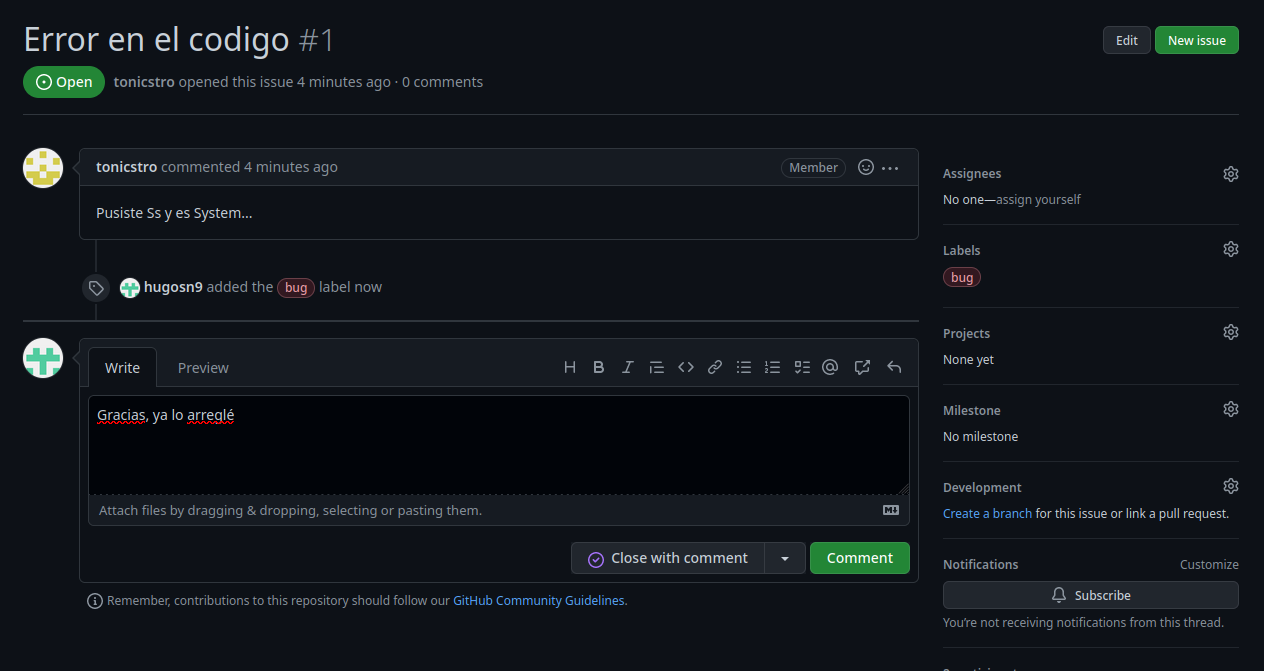 Error en el codigo #1
Edit
New issue
Open
tonicstro opened this issue 4 minutes ago · 0 comments
tonicstro commented 4 minutes ago
Member
Pusiste Ss y es System...
hugosn9 added the bug label now
Write
Preview
Gracias, ya lo arreglé
Attach files by dragging & dropping, selecting or pasting them.
Close with comment
Comment
Remember, contributions to this repository should follow our GitHub Community Guidelines.
Assignees
No one—assign yourself
Labels
bug
Projects
None yet
Milestone
No milestone
Development
Create a branch for this issue or link a pull request.
Notifications
Customize
Subscribe
You're not receiving notifications from this thread.